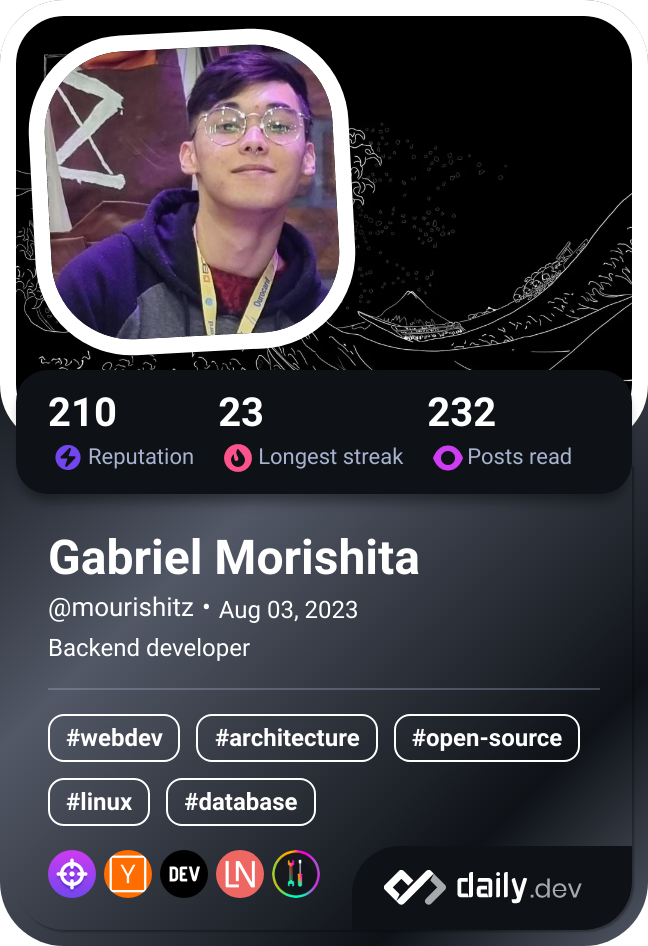 210 23 232
Reputation Longest streak Posts read
Gabriel Morishita
@mourishitz • Aug 03, 2023
Backend developer
#webdev #architecture #open-source
#linux #database
Y DEV LN
daily.dev